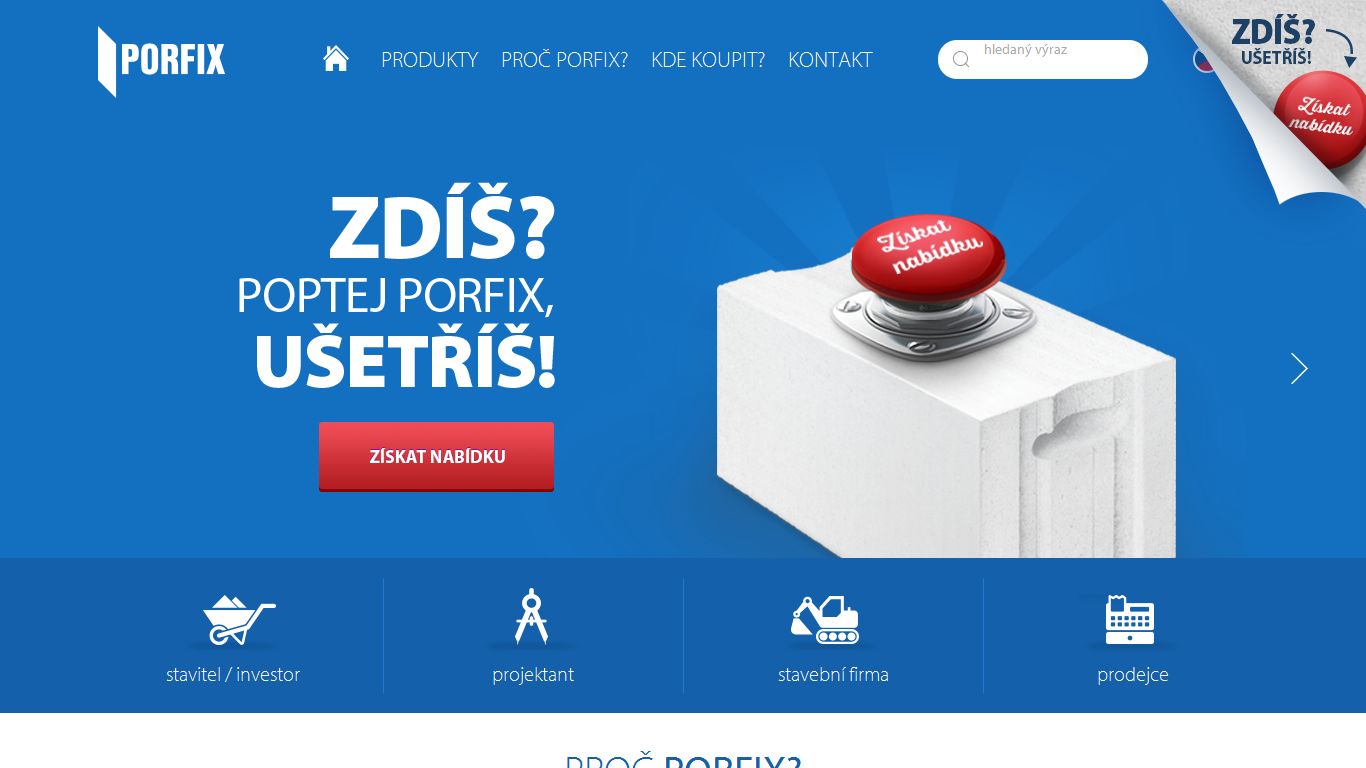 PORFIX
PRODUKTY
PROČ PORFIX?
KDE KOUPIT?
KONTAKT
hledaný výraz
ZDÍŠ?
UŠETŘÍŠ!
Získat
nabídku
ZDÍŠ?
POPTEJ PORFIX,
UŠETŘÍŠ!
ZÍSKAT NABÍDKU
Získat
nabídku
stavitel / investor
projektant
stavební firma
prodejce
PROČ PORFIX?